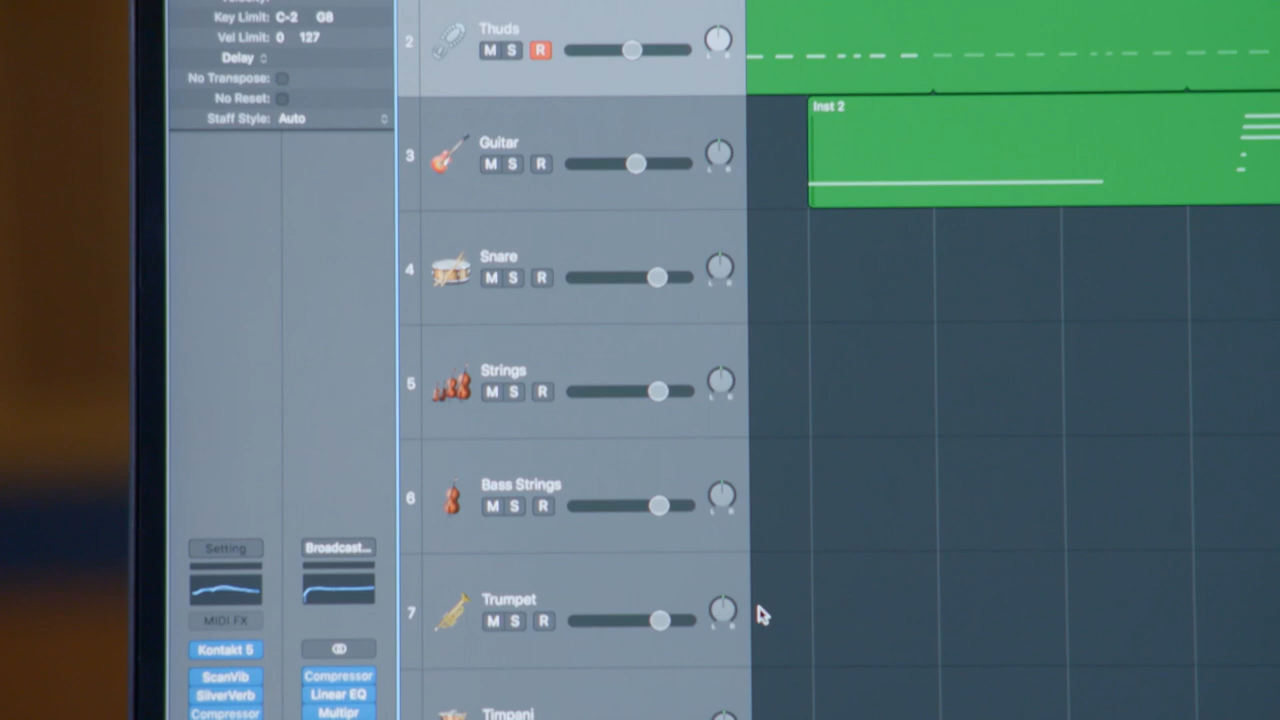 Key Limit: C-2 G8
Vel Limit: 0 127
Delay
No Transpose:
No Reset:
Staff Style: Auto
Setting
Broadcast...
MIDI FX
Kontakt 5
ScanVib
Compressor
SilverVerb
Linear EQ
Compressor
Multipr
2
Thuds
M S R
L R
3
Guitar
M S R
L R
4
Snare
M S R
L R
5
Strings
M S R
L R
6
Bass Strings
M S R
L R
7
Trumpet
M S R
L R
Timpani
Inst 2